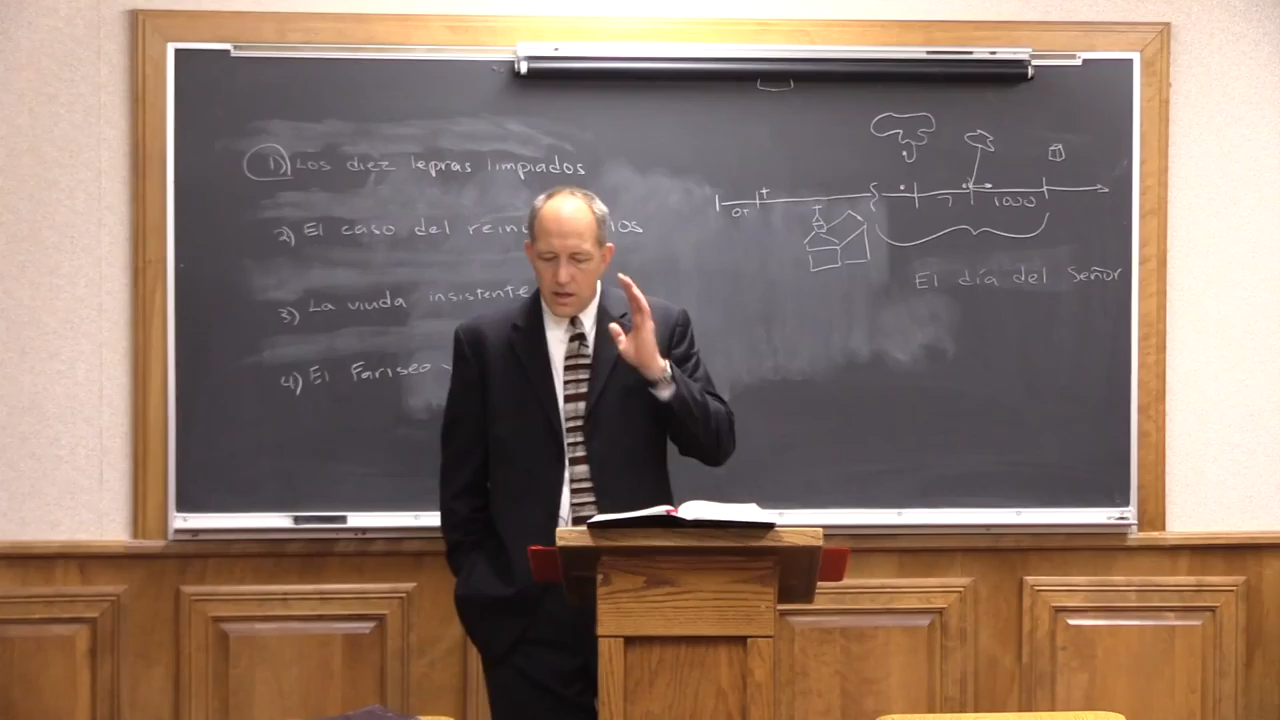 1) Los diez lepras limpiados
2) El caso del rein
3) La viuda insistente
4) El Fariseo
OT
7
1000
El día del Señor